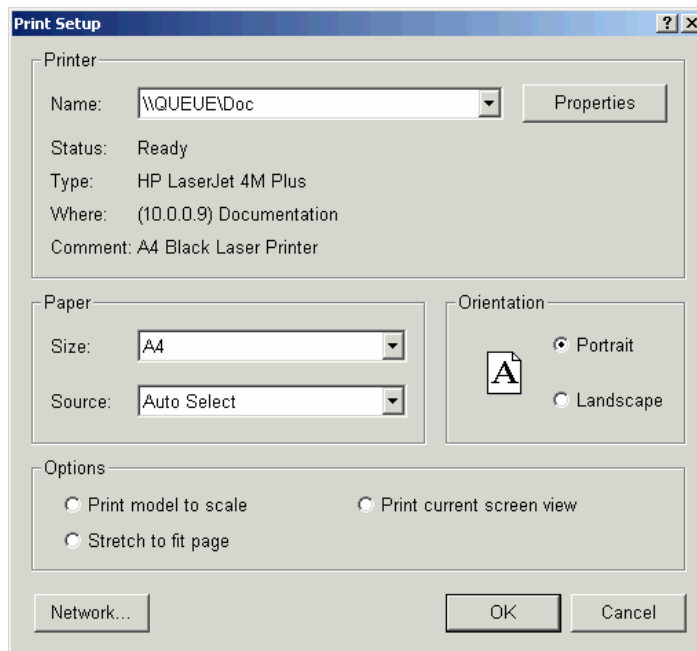 Print Setup
Printer
Name: \\QUEUE\Doc Properties
Status: Ready
Type: HP LaserJet 4M Plus
Where: (10.0.0.9) Documentation
Comment: A4 Black Laser Printer
Paper
Size: A4
Source: Auto Select
Orientation
A
Portrait
Landscape
Options
Print model to scale Print current screen view
Stretch to fit page
Network... OK Cancel